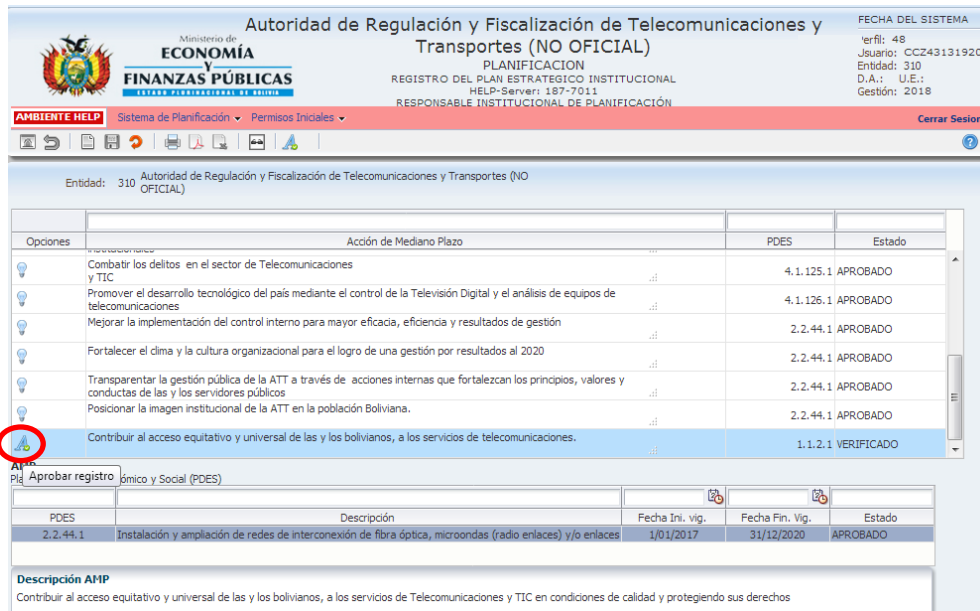 Autoridad de Regulación y Fiscalización de Telecomunicaciones y
Transportes (NO OFICIAL)
PLANIFICACION
REGISTRO DEL PLAN ESTRATEGICO INSTITUCIONAL
HELP-Server: 187-7011
RESPONSABLE INSTITUCIONAL DE PLANIFICACIÓN
Ministerio de
ECONOMÍA
Y
FINANZAS PÚBLICAS
ESTADO PLURINACIONAL DE BOLIVIA
FECHA DEL SISTEMA
erfil: 48
Jsuario: CCZ43131920
Entidad: 310
D.A.: U.E.:
Gestión: 2018
AMBIENTE HELP Sistema de Planificación Permisos Iniciales Cerrar Sesion
Entidad: 310 Autoridad de Regulación y Fiscalización de Telecomunicaciones y Transportes (NO
OFICIAL)
Opciones Acción de Mediano Plazo PDES Estado
Combatir los delitos en el sector de Telecomunicaciones
y TIC 4.1.125.1 APROBADO
Promover el desarrollo tecnológico del país mediante el control de la Televisión Digital y el análisis de equipos de
telecomunicaciones 4.1.126.1 APROBADO
Mejorar la implementación del control interno para mayor eficacia, eficiencia y resultados de gestión 2.2.44.1 APROBADO
Fortalecer el clima y la cultura organizacional para el logro de una gestión por resultados al 2020 2.2.44.1 APROBADO
Transparentar la gestión pública de la ATT a través de acciones internas que fortalezcan los principios, valores y
conductas de las y los servidores públicos 2.2.44.1 APROBADO
Posicionar la imagen institucional de la ATT en la población Boliviana. 2.2.44.1 APROBADO
Contribuir al acceso equitativo y universal de las y los bolivianos, a los servicios de telecomunicaciones. 1.1.2.1 VERIFICADO
Aprobar registro
ómico y Social (PDES)
PDES Descripción Fecha Ini. vig. Fecha Fin. Vig. Estado
2.2.44.1 Instalación y ampliación de redes de interconexión de fibra óptica, microondas (radio enlaces) y/o enlaces 1/01/2017 31/12/2020 APROBADO
Descripción AMP
Contribuir al acceso equitativo y universal de las y los bolivianos, a los servicios de Telecomunicaciones y TIC en condiciones de calidad y protegiendo sus derechos